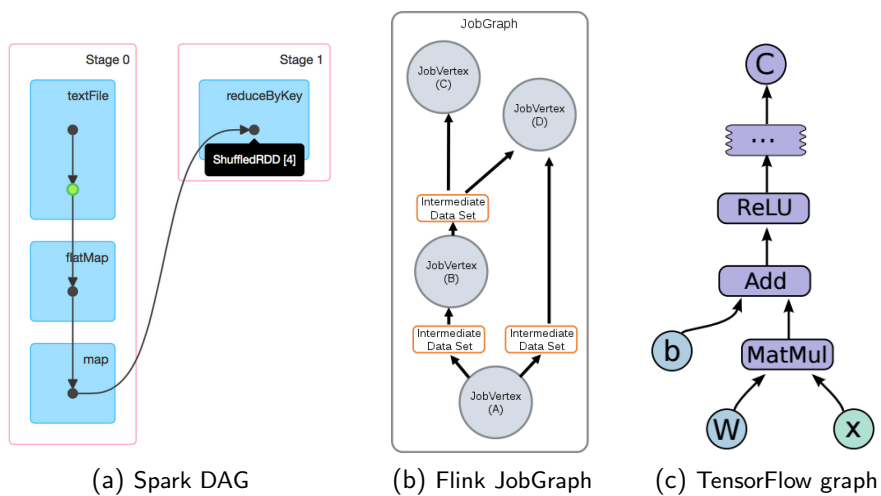 Stage 0
textFile
flatMap
map
Stage 1
reduceByKey
ShuffledRDD [4]
(a) Spark DAG
JobGraph
JobVertex
(C)
JobVertex
(D)
Intermediate
Data Set
JobVertex
(B)
Intermediate
Data Set
Intermediate
Data Set
JobVertex
(A)
(b) Flink JobGraph
C
...
ReLU
Add
b
MatMul
W
x
(c) TensorFlow graph